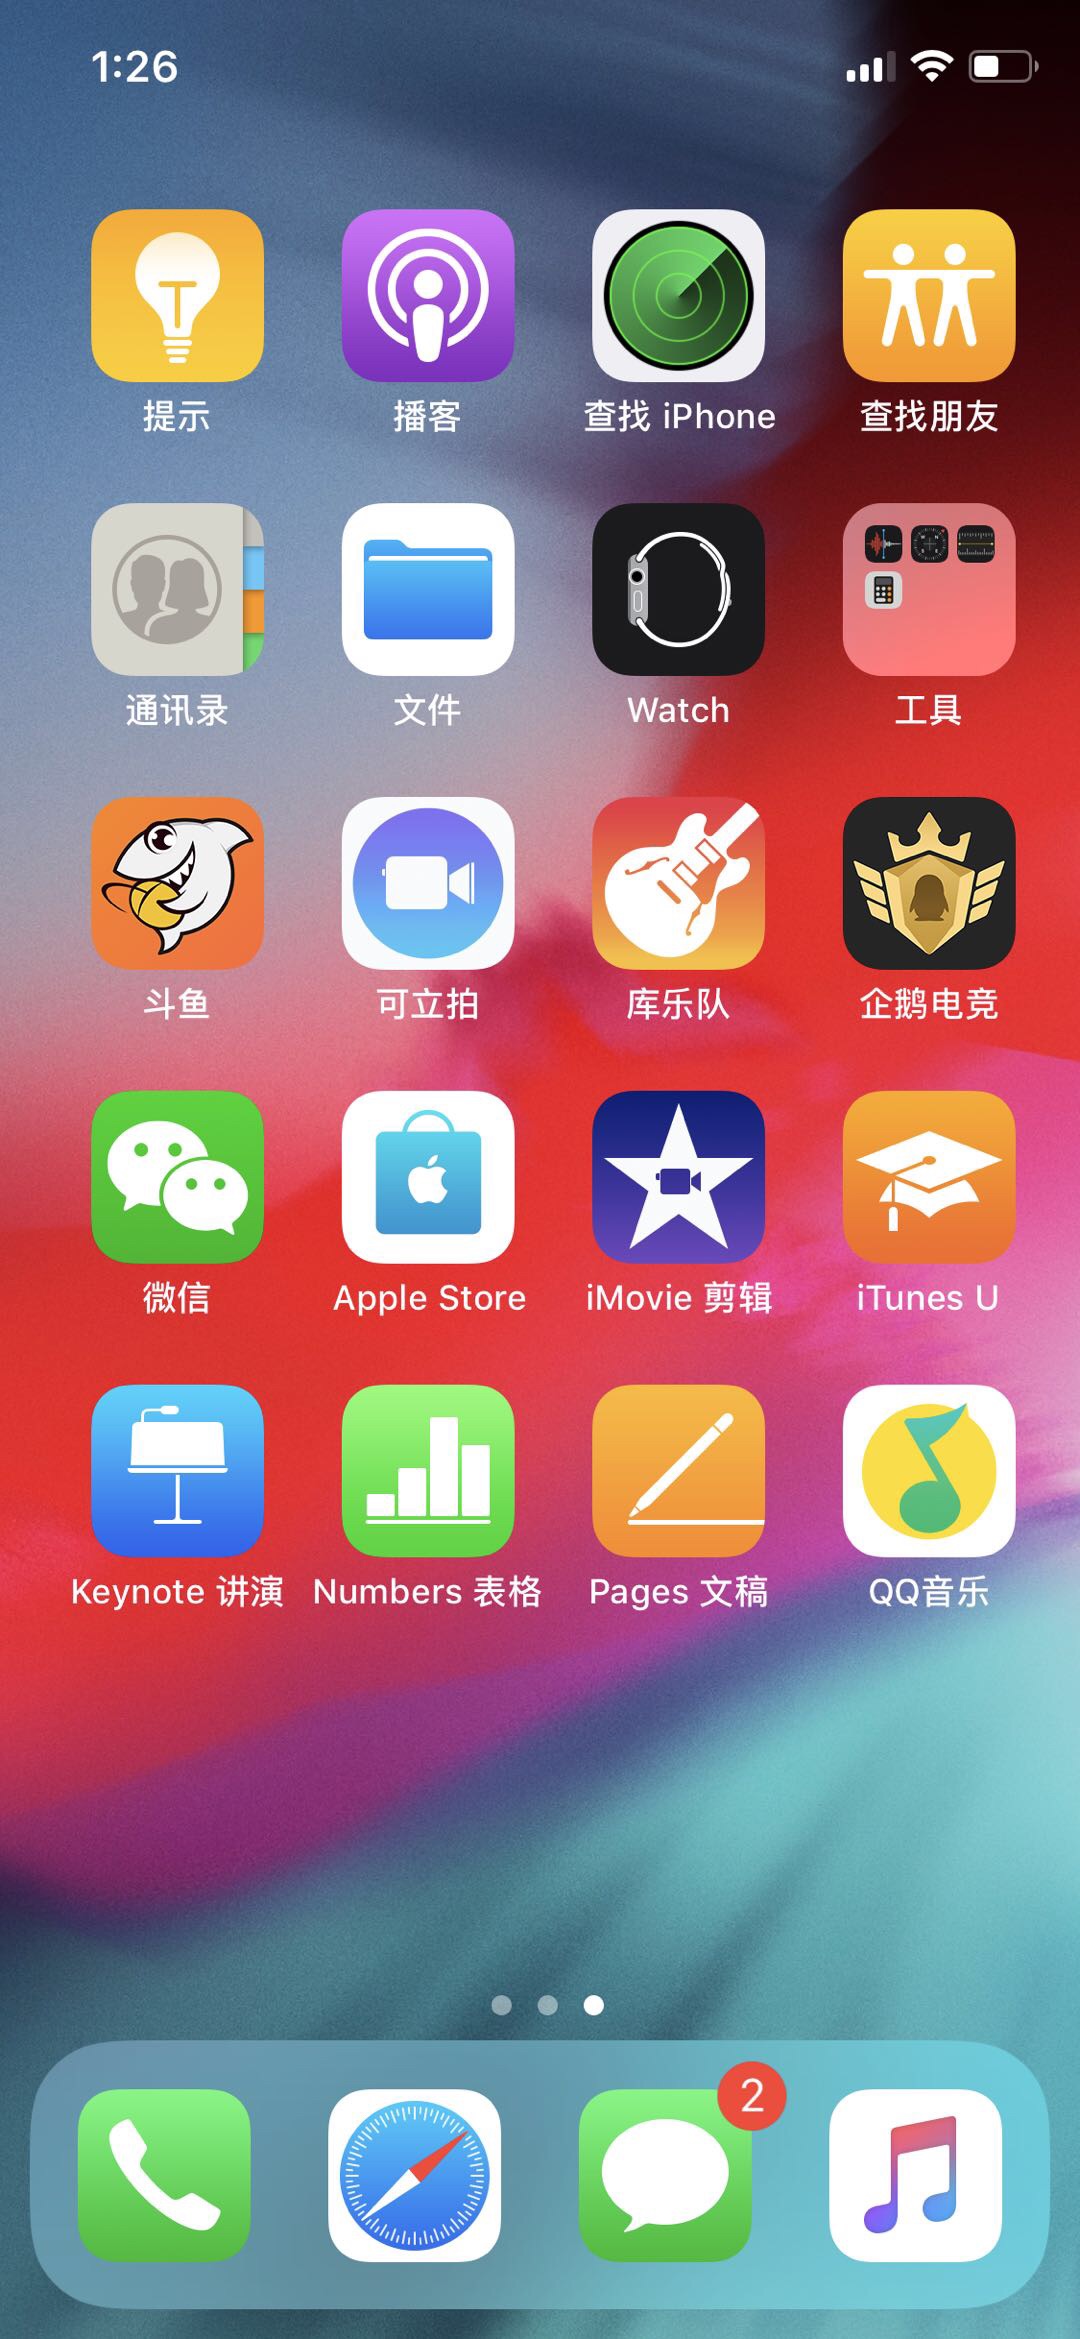 1:26
提示
播客
查找 iPhone
查找朋友
通讯录
文件
Watch
工具
斗鱼
可立拍
库乐队
企鹅电竞
微信
Apple Store
iMovie 剪辑
iTunes U
Keynote 讲演
Numbers 表格
Pages 文稿
QQ音乐
2